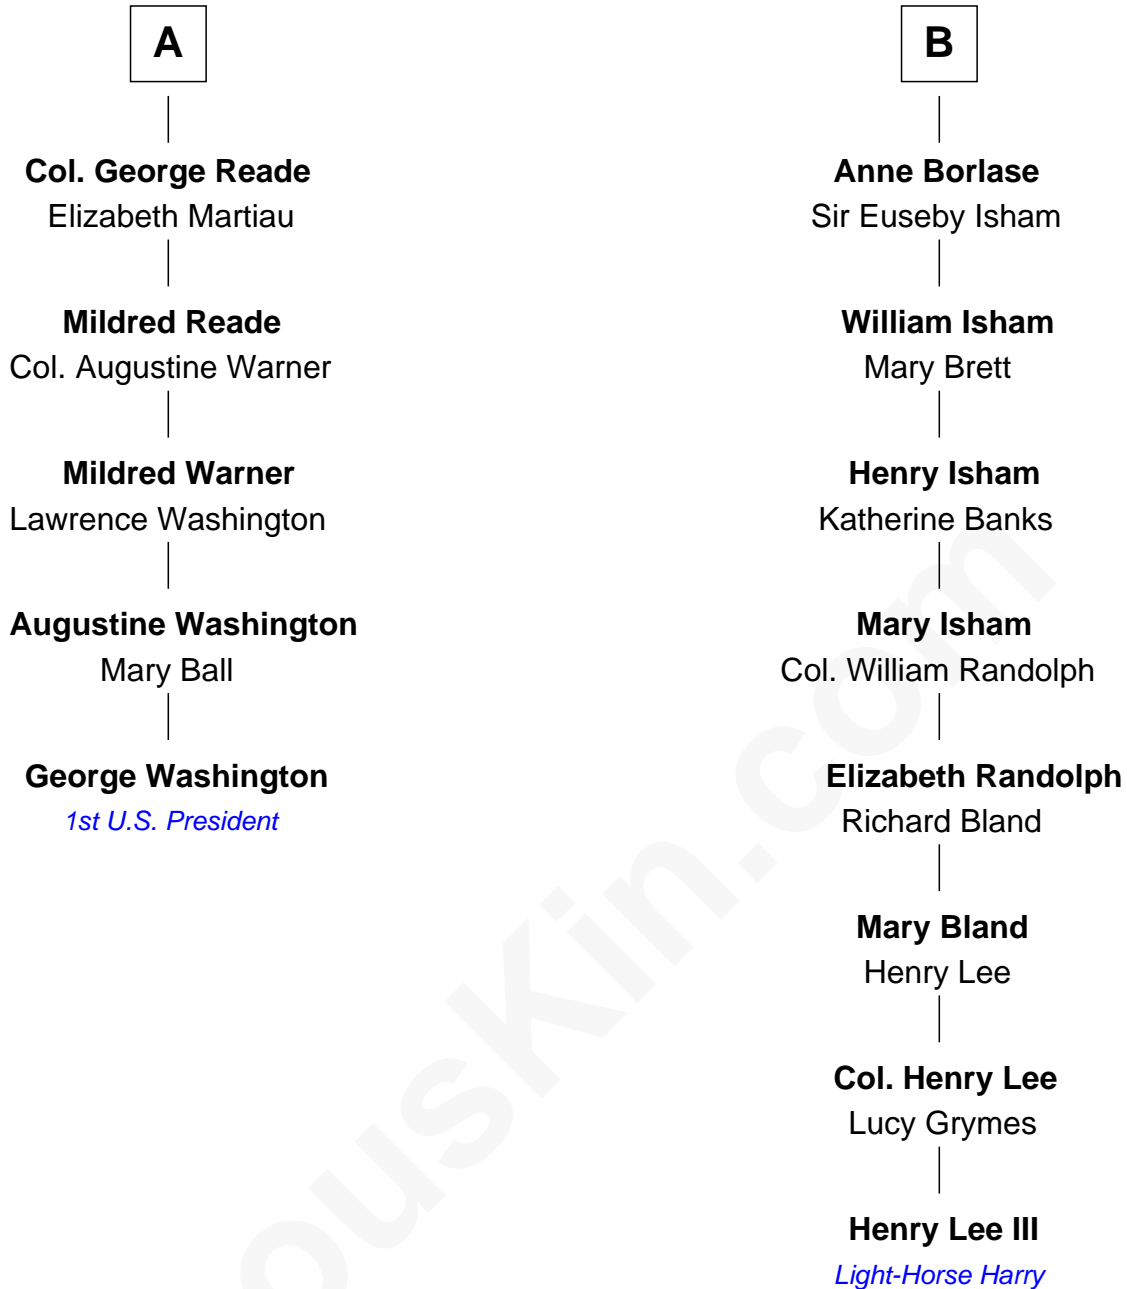 A
Col. George Reade
Elizabeth Martiau
Mildred Reade
Col. Augustine Warner
Mildred Warner
Lawrence Washington
Augustine Washington
Mary Ball
George Washington
1st U.S. President
B
Anne Borlase
Sir Euseby Isham
William Isham
Mary Brett
Henry Isham
Katherine Banks
Mary Isham
Col. William Randolph
Elizabeth Randolph
Richard Bland
Mary Bland
Henry Lee
Col. Henry Lee
Lucy Grymes
Henry Lee III
Light-Horse Harry
ousKin.com